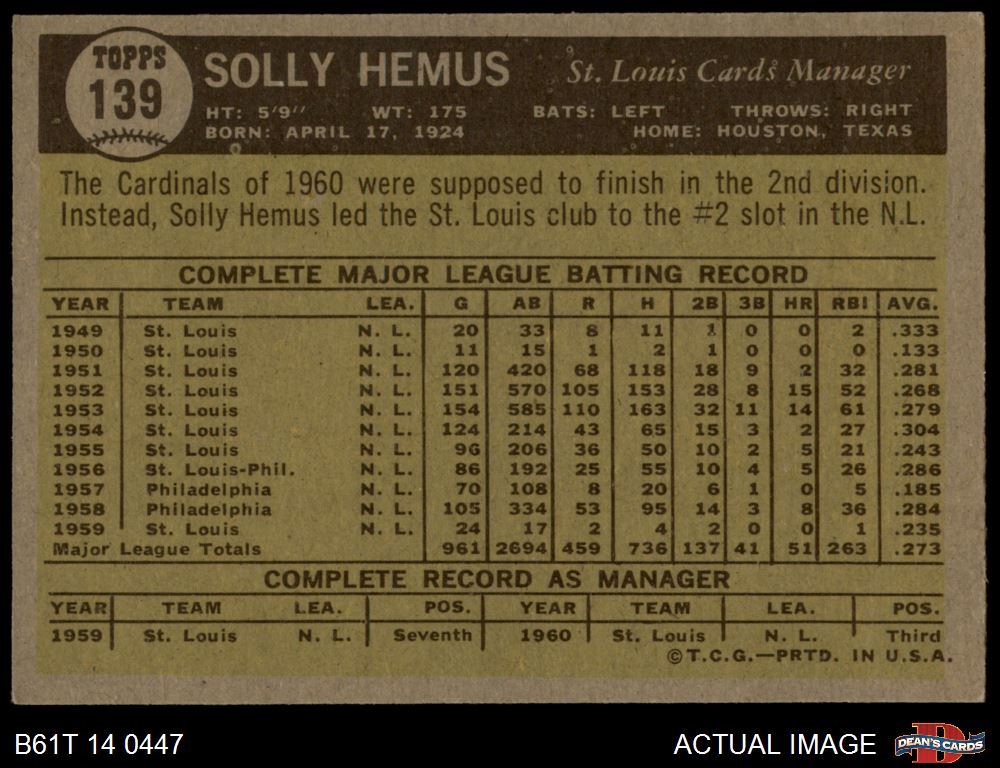 TOPPS
139
SOLLY HEMUS St. Louis Cards Manager
HT: 5'9'' WT: 175 BATS: LEFT THROWS: RIGHT
BORN: APRIL 17, 1924 HOME: HOUSTON, TEXAS
The Cardinals of 1960 were supposed to finish in the 2nd division.
Instead, Solly Hemus led the St. Louis club to the #2 slot in the N.L.
COMPLETE MAJOR LEAGUE BATTING RECORD
YEAR TEAM LEA. G AB R H 2B 3B HR RBI AVG.
1949 St. Louis N. L. 20 33 8 11 1 0 0 2 .333
1950 St. Louis N. L. 11 15 1 2 1 0 0 0 .133
1951 St. Louis N. L. 120 420 68 118 18 9 2 32 .281
1952 St. Louis N. L. 151 570 105 153 28 8 15 52 .268
1953 St. Louis N. L. 154 585 110 163 32 11 14 61 .279
1954 St. Louis N. L. 124 214 43 65 15 3 2 27 .304
1955 St. Louis N. L. 96 206 36 50 10 2 5 21 .243
1956 St. Louis-Phil. N. L. 86 192 25 55 10 4 5 26 .286
1957 Philadelphia N. L. 70 108 8 20 6 1 0 5 .185
1958 Philadelphia N. L. 105 334 53 95 14 3 8 36 .284
1959 St. Louis N. L. 24 17 2 4 2 0 0 1 .235
Major League Totals 961 2694 459 736 137 41 51 263 .273
COMPLETE RECORD AS MANAGER
YEAR TEAM LEA. POS. YEAR TEAM LEA. POS.
1959 St. Louis N. L. Seventh 1960 St. Louis N. L. Third
©T.C.G.—PRTD. IN U.S.A.
B61T 14 0447 ACTUAL IMAGE DEAN'S CARDS